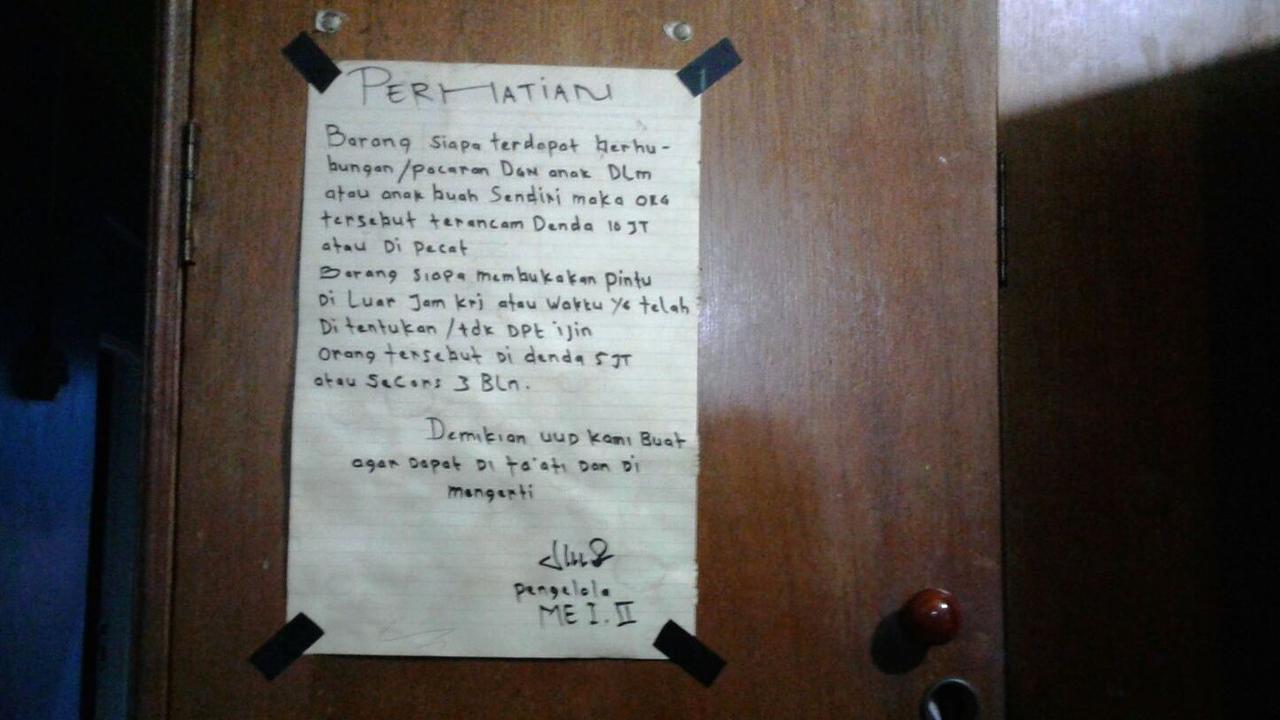 PERHATIAN
Barang siapa terdapat berhu-
bungan/pacaran DGN anak DLm
atau anak buah Sendiri maka ORG
tersebut terancam Denda 10 JT
atau Di Pecat
Barang siapa membukakan Pintu
Di Luar Jam krj atau Waktu YG telah
Di tentukan /tdk DPt ijin
Orang tersebut Di denda 5 JT
atau SeCors 3 BLn.
Demikian UUD kami Buat
agar Dapat Di ta'ati Dan Di
mengerti
pengelola
ME I. II